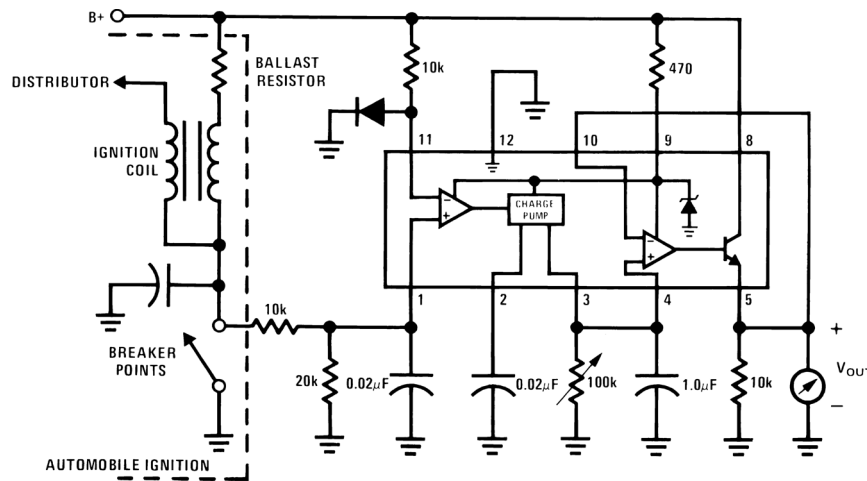 B+
BALLAST
RESISTOR
DISTRIBUTOR
10k
470
IGNITION
COIL
11
12
10
9
8
CHARGE
PUMP
−
+
−
+
1
2
3
4
5
10k
BREAKER
POINTS
20k
0.02μF
0.02μF
100k
1.0μF
10k
+
VOUT
−
AUTOMOBILE IGNITION